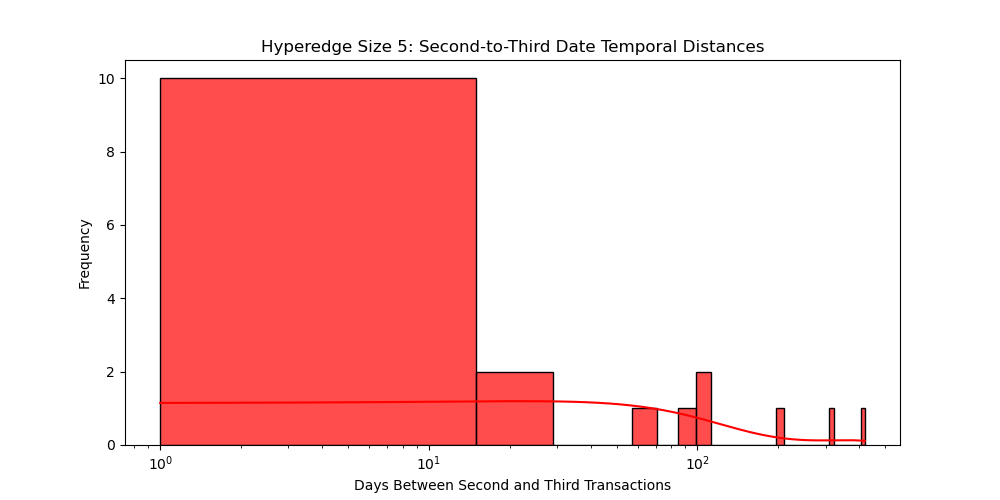 Hyperedge Size 5: Second-to-Third Date Temporal Distances
Frequency
10
8
6
4
2
0
10⁰ 10¹ 10²
Days Between Second and Third Transactions